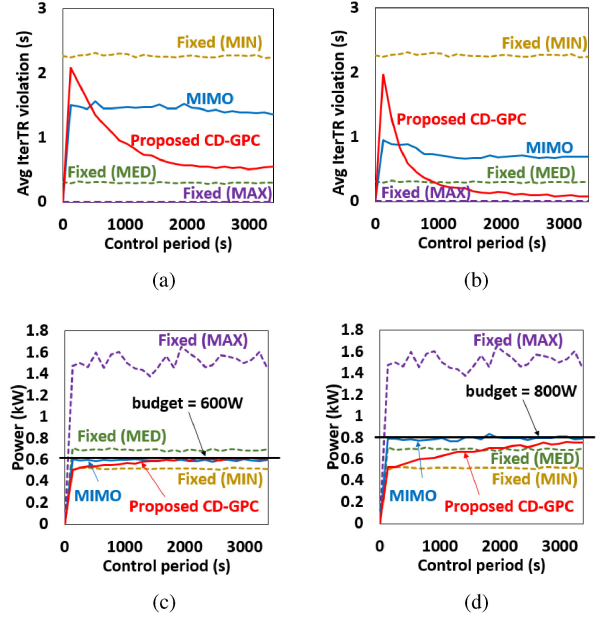 (a)
(b)
Avg IterTR violation (s)
3
2
1
0
Fixed (MIN)
MIMO
Proposed CD-GPC
Fixed (MED)
Fixed (MAX)
0 1000 2000 3000
Control period (s)
(a)
Avg IterTR violation (s)
3
2
1
0
Fixed (MIN)
Proposed CD-GPC
MIMO
Fixed (MED)
Fixed (MAX)
0 1000 2000 3000
Control period (s)
(b)
Power (kW)
1.8
1.6
1.4
1.2
1
0.8
0.6
0.4
0.2
0
Fixed (MAX)
budget = 600W
Fixed (MED)
Fixed (MIN)
MIMO
Proposed CD-GPC
0 1000 2000 3000
Control period (s)
(c)
Power (kW)
1.8
1.6
1.4
1.2
1
0.8
0.6
0.4
0.2
0
Fixed (MAX)
budget = 800W
Fixed (MED)
Fixed (MIN)
MIMO
Proposed CD-GPC
0 1000 2000 3000
Control period (s)
(d)